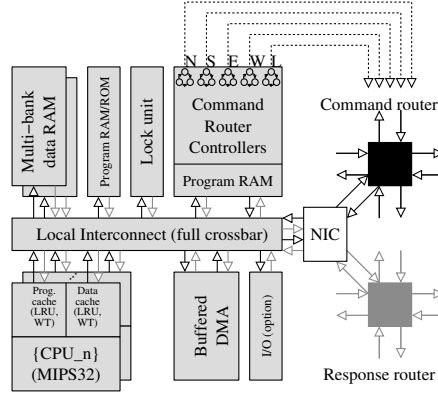 N S E W L
Command router
Multi-bank
data RAM
Program RAM/ROM
Lock unit
Command
Router
Controllers
Program RAM
Local Interconnect (full crossbar)
NIC
Prog.
cache
(LRU,
WT)
Data
cache
(LRU,
WT)
{CPU_n}
(MIPS32)
Buffered
DMA
I/O (option)
Response router